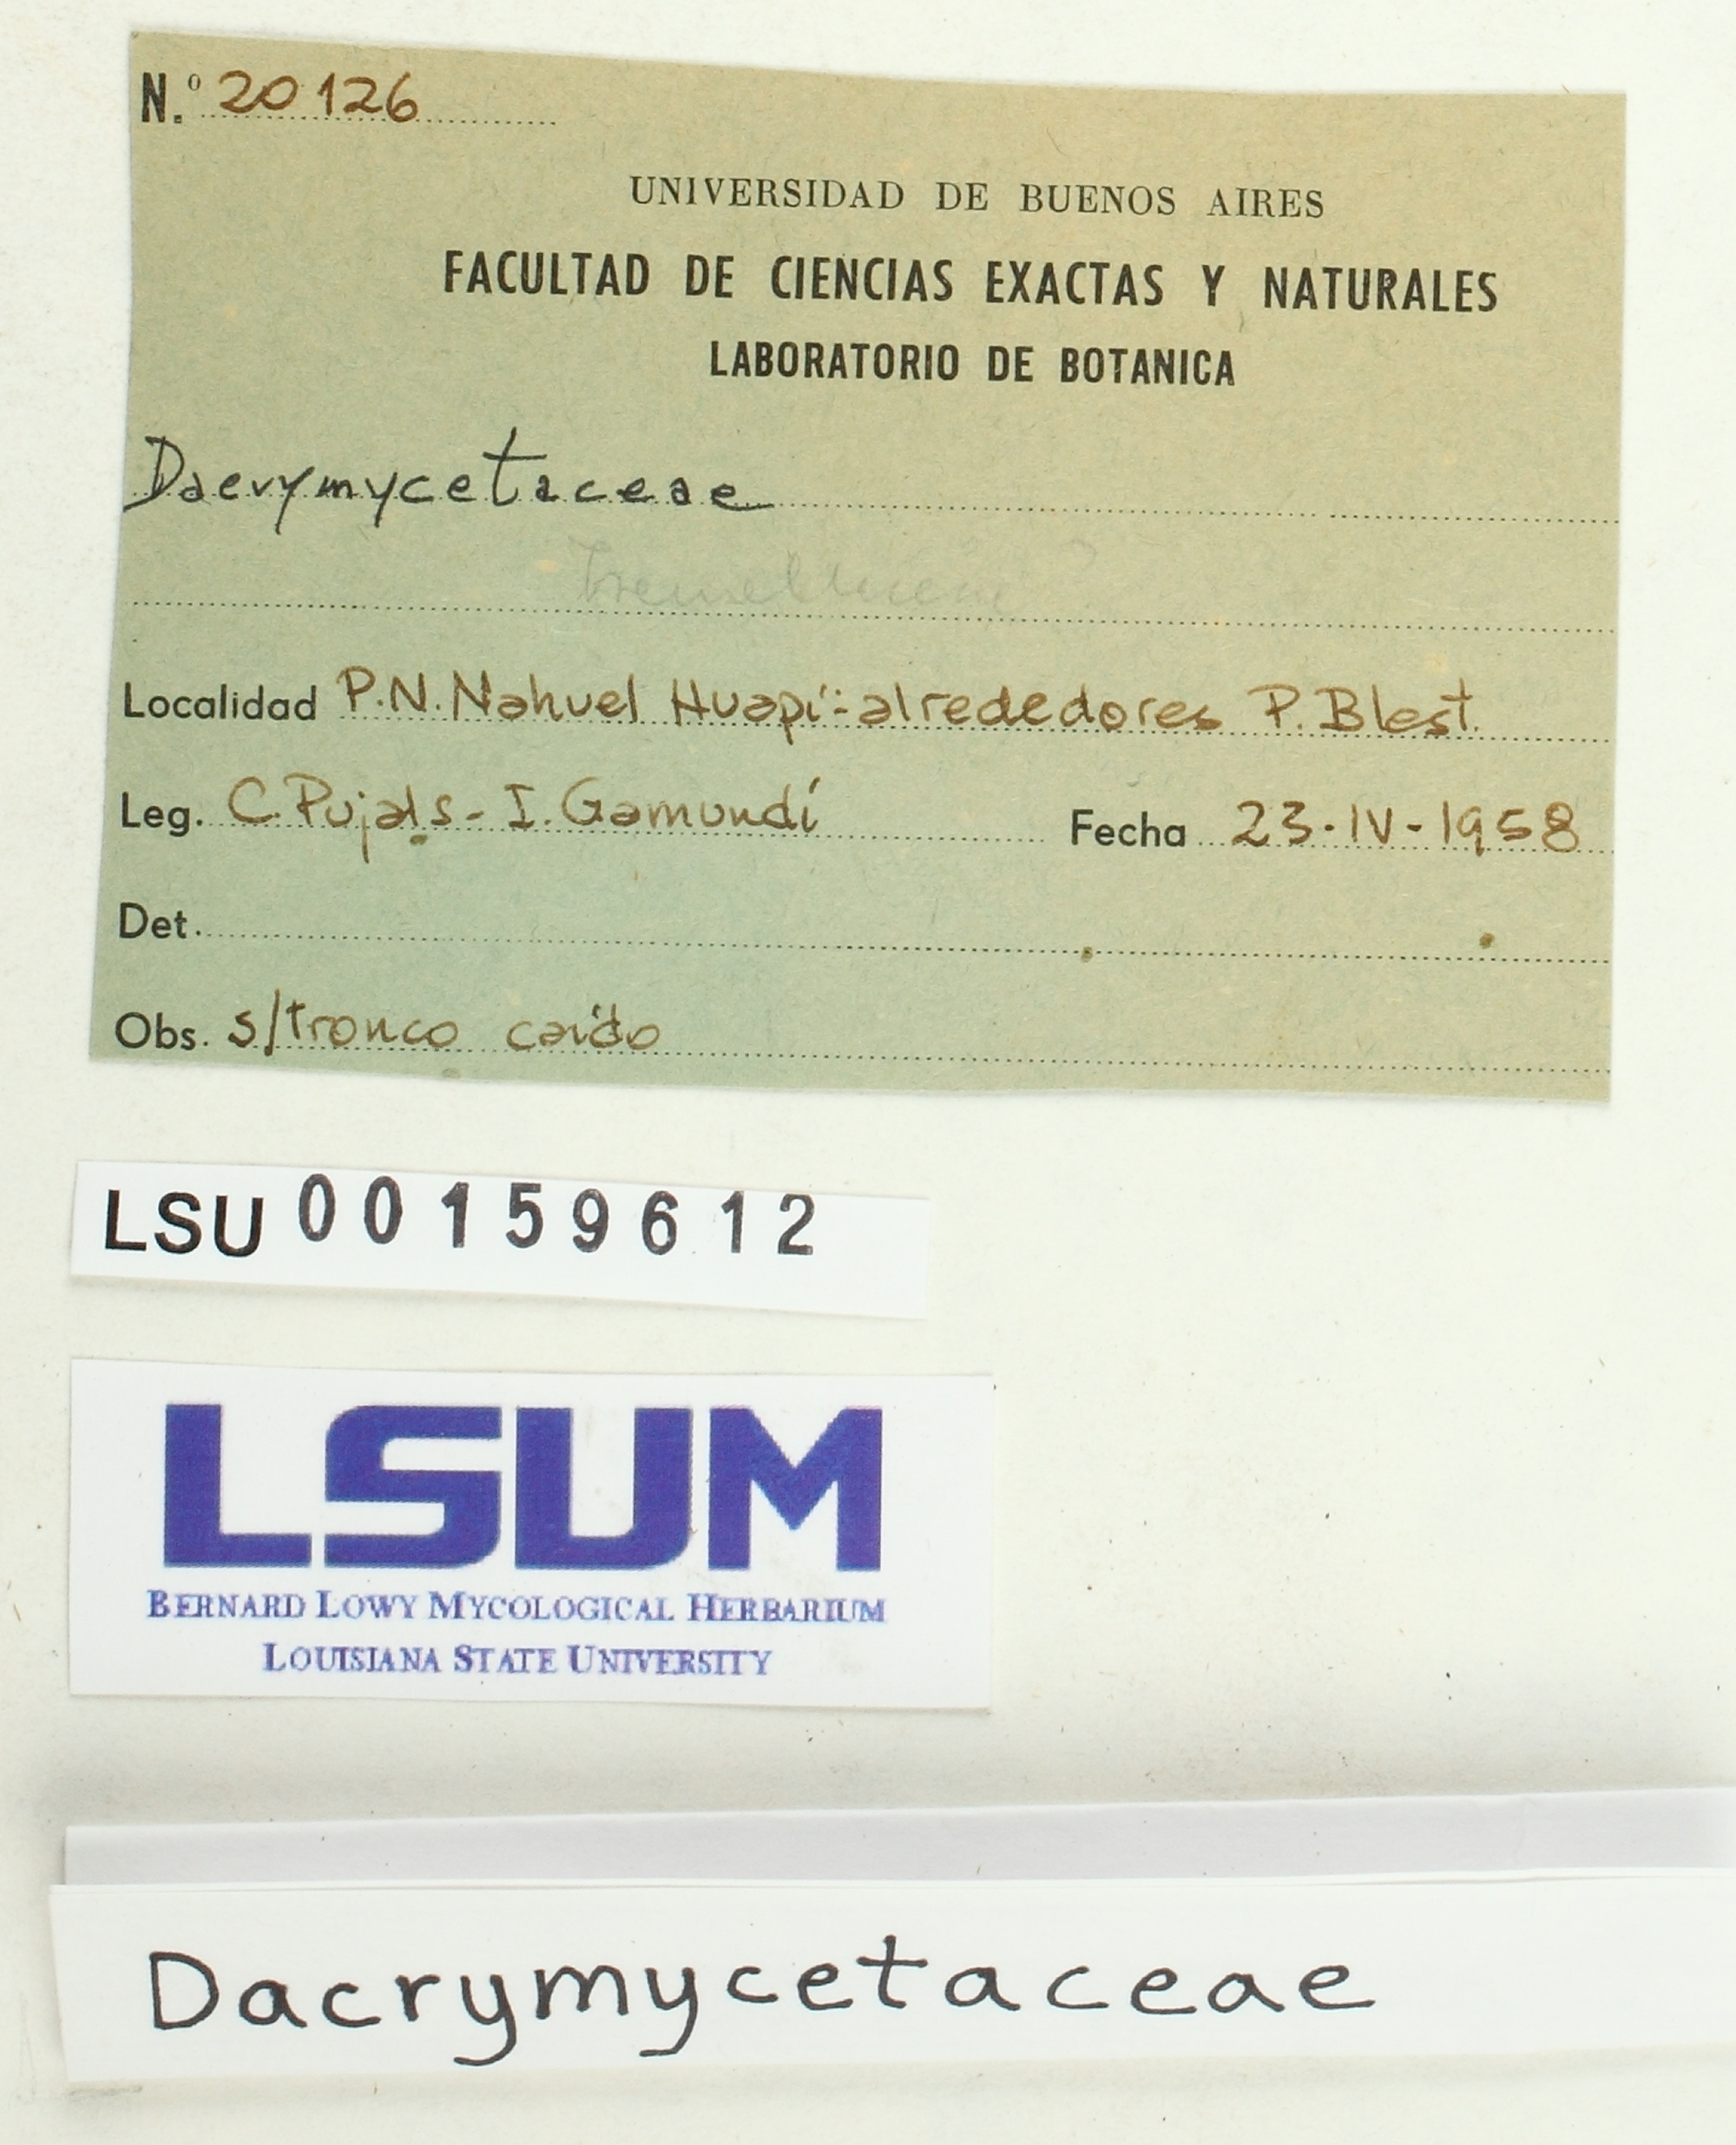 N.º 20126
UNIVERSIDAD DE BUENOS AIRES
FACULTAD DE CIENCIAS EXACTAS Y NATURALES
LABORATORIO DE BOTANICA
Dacrymycetaceae
Localidad P.N. Nahuel Huapí:-alrededores P. Blest.
Leg. C. Pujals - I. Gamundí Fecha 23-IV-1958
Det.
Obs. s/tronco caído
LSU 00159612
LSUM
BERNARD LOWY MYCOLOGICAL HERBARIUM
LOUISIANA STATE UNIVERSITY
Dacrymycetaceae